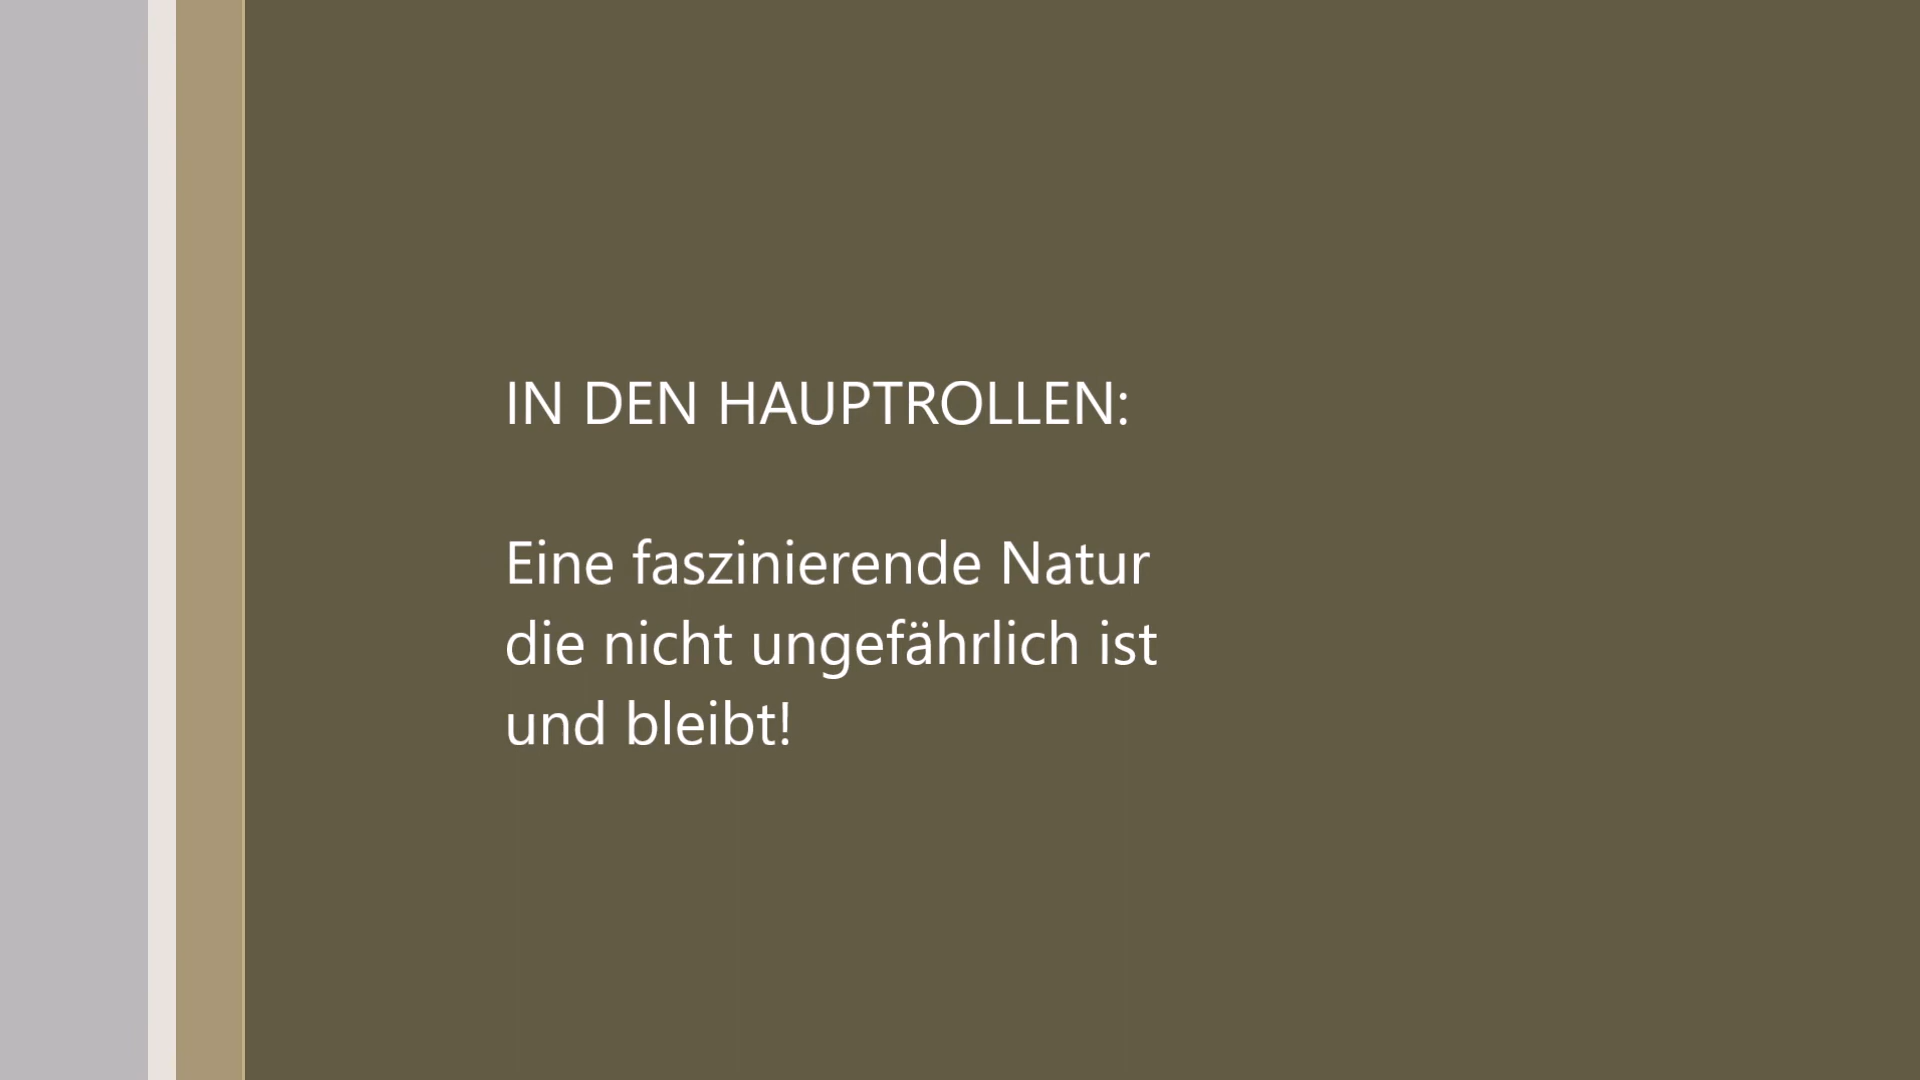 IN DEN HAUPTROLLEN:
Eine faszinierende Natur
die nicht ungefährlich ist
und bleibt!